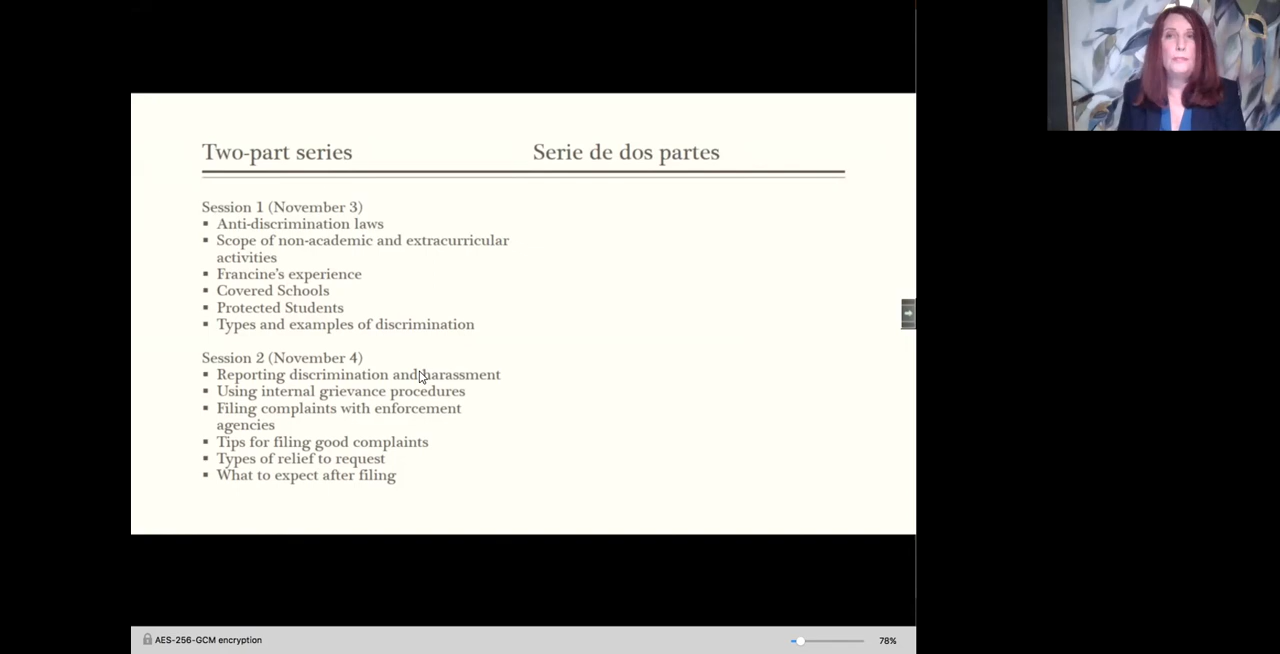 Two-part series
Serie de dos partes
Session 1 (November 3)
▪ Anti-discrimination laws
▪ Scope of non-academic and extracurricular
activities
▪ Francine's experience
▪ Covered Schools
▪ Protected Students
▪ Types and examples of discrimination
Session 2 (November 4)
▪ Reporting discrimination and harassment
▪ Using internal grievance procedures
▪ Filing complaints with enforcement
agencies
▪ Tips for filing good complaints
▪ Types of relief to request
▪ What to expect after filing
AES-256-GCM encryption
78%